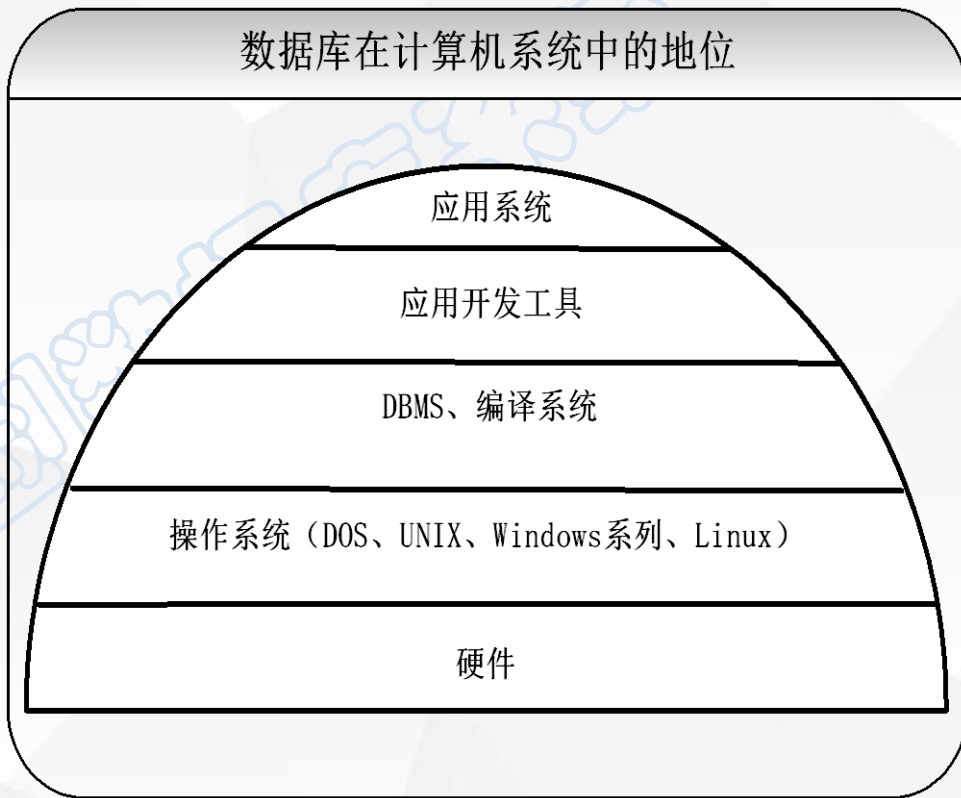 数据库在计算机系统中的地位
应用系统
应用开发工具
DBMS、编译系统
操作系统（DOS、UNIX、Windows系列、Linux）
硬件